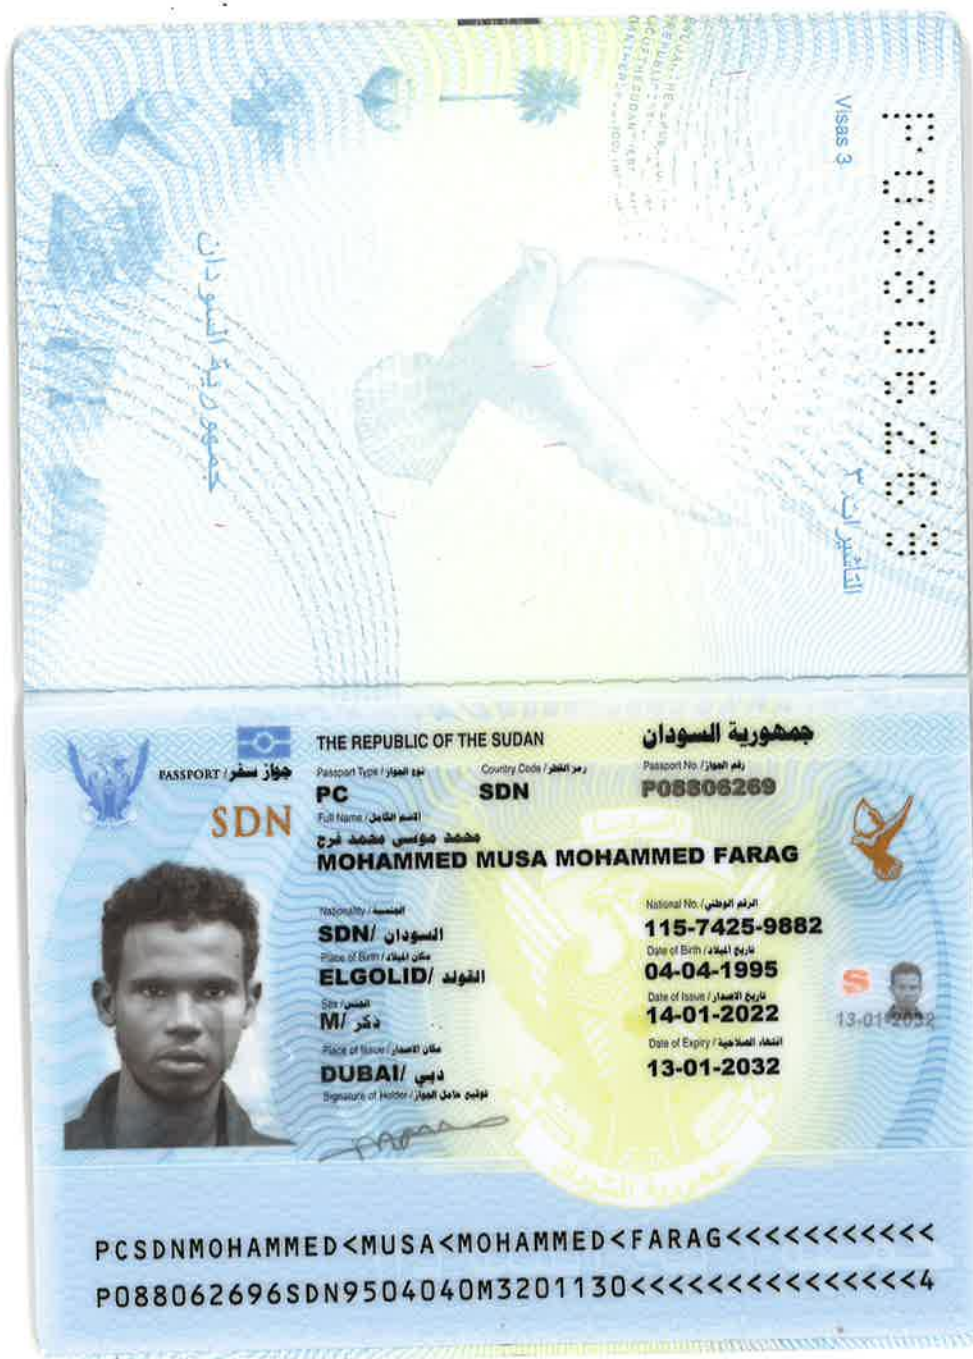 Visas 3
التأشيرات ٣
P08806269
جمهورية السودان
THE REPUBLIC OF THE SUDAN
جمهورية السودان
PASSPORT / جواز سفر
Passport Type / نوع الجواز
Country Code / رمز القطر
Passport No. / رقم الجواز
PC
SDN
P08806269
SDN
Full Name / الاسم الكامل
محمد موسى محمد فرح
MOHAMMED MUSA MOHAMMED FARAG
Nationality / الجنسية
National No. / الرقم الوطني
SDN/ السودان
115-7425-9882
Place of Birth / مكان الميلاد
Date of Birth / تاريخ الميلاد
ELGOLID/ القولد
04-04-1995
Sex / الجنس
Date of Issue / تاريخ الاصدار
M/ ذكر
14-01-2022
S
13-01-2032
Place of Issue / مكان الاصدار
Date of Expiry / انتهاء الصلاحية
DUBAI/ دبي
13-01-2032
Signature of Holder / توقيع حامل الجواز
جمهورية السودان
PCSDNMOHAMMED<MUSA<MOHAMMED<FARAG<<<<<<<<<<<
P088062696SDN9504040M3201130<<<<<<<<<<<<<<<4